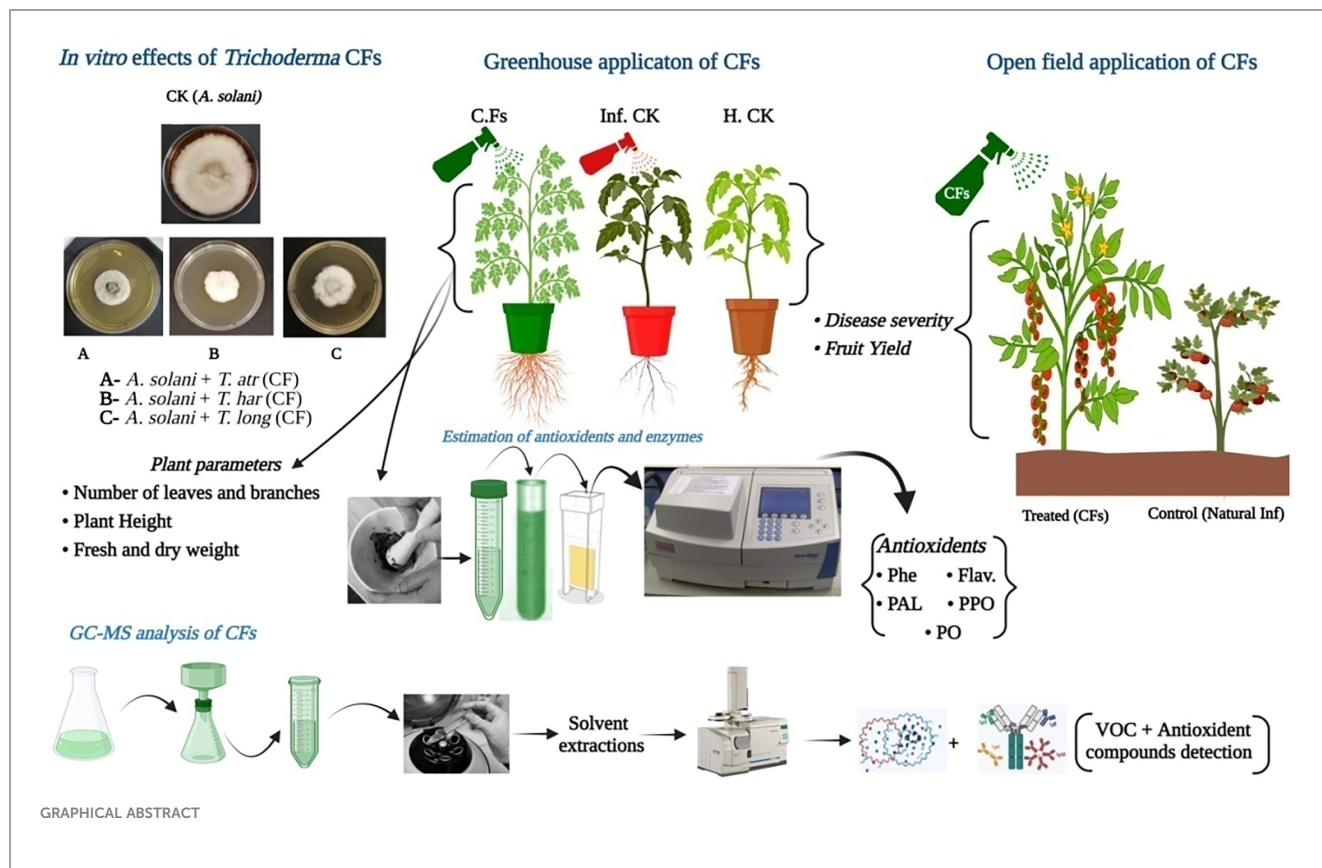 In vitro effects of Trichoderma CFs
CK (A. solani)
A
B
C
A- A. solani + T. atr (CF)
B- A. solani + T. har (CF)
C- A. solani + T. long (CF)
Plant parameters
• Number of leaves and branches
• Plant Height
• Fresh and dry weight
Greenhouse applicaton of CFs
C.Fs
Inf. CK
H. CK
• Disease severity
• Fruit Yield
Open field application of CFs
CFs
Treated (CFs)
Control (Natural Inf)
Estimation of antioxidents and enzymes
Antioxidents
• Phe • Flav.
• PAL • PPO
• PO
GC-MS analysis of CFs
Solvent
extractions
+
VOC + Antioxident
compounds detection
GRAPHICAL ABSTRACT